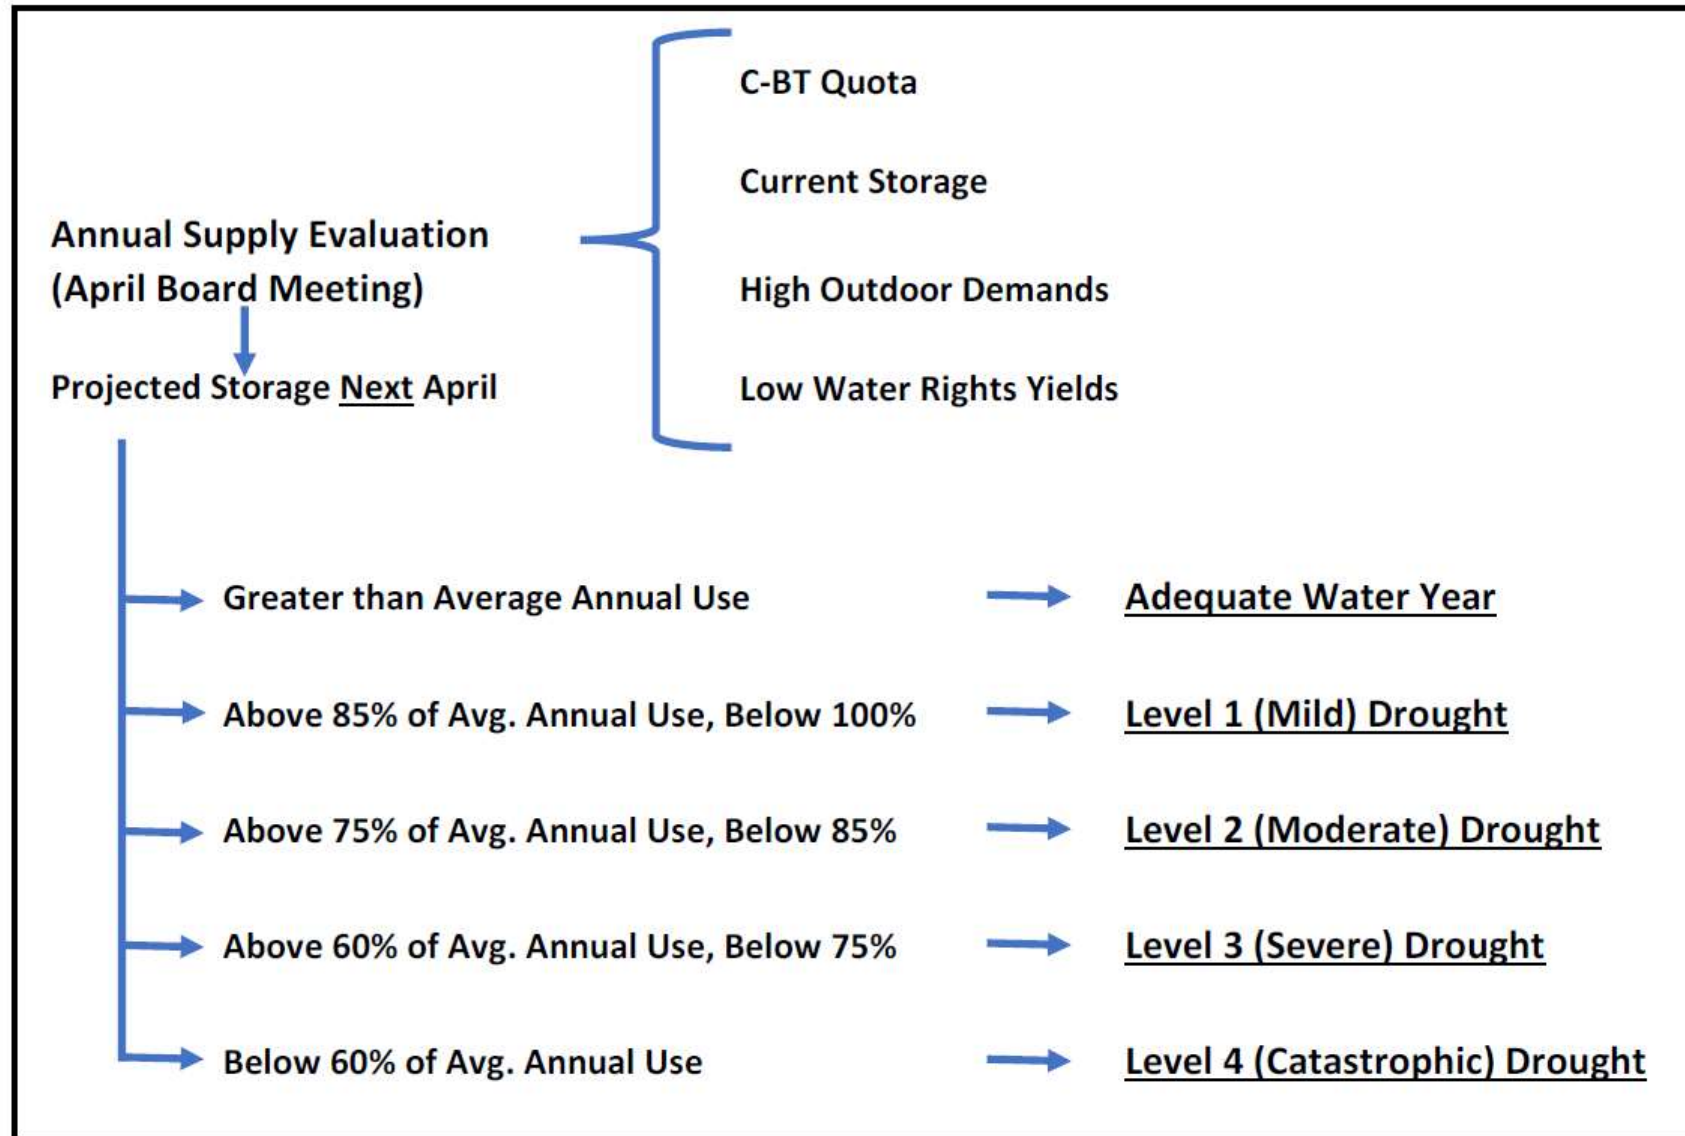 C-BT Quota
Current Storage
Annual Supply Evaluation
(April Board Meeting)
High Outdoor Demands
Projected Storage Next April
Low Water Rights Yields
Greater than Average Annual Use
Adequate Water Year
Above 85% of Avg. Annual Use, Below 100%
Level 1 (Mild) Drought
Above 75% of Avg. Annual Use, Below 85%
Level 2 (Moderate) Drought
Above 60% of Avg. Annual Use, Below 75%
Level 3 (Severe) Drought
Below 60% of Avg. Annual Use
Level 4 (Catastrophic) Drought